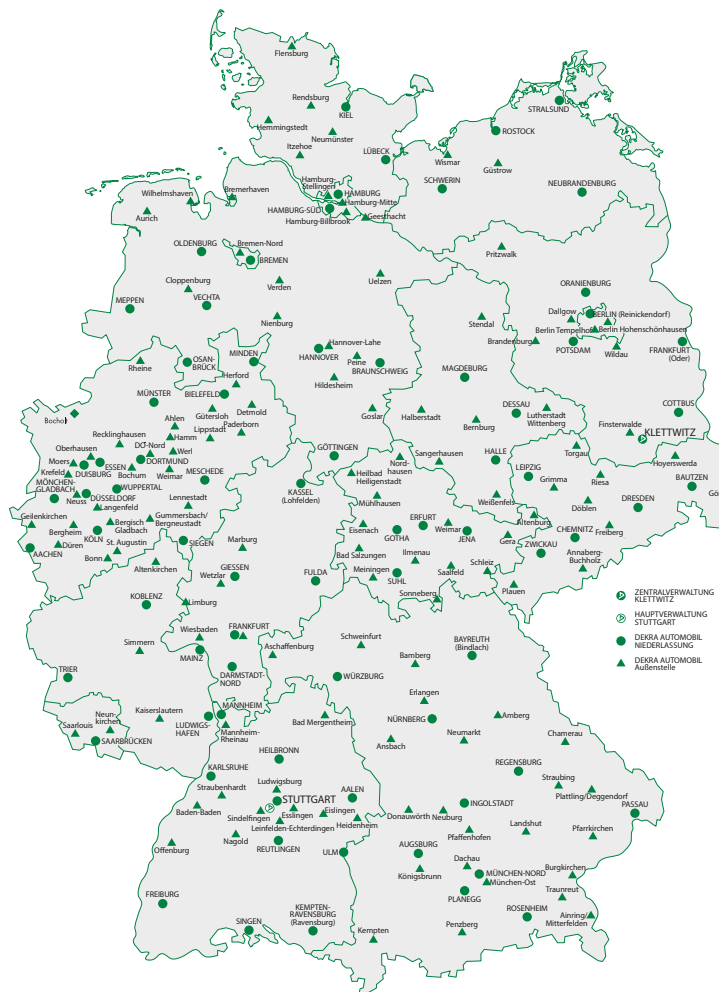 Flensburg
Rendsburg
KIEL
Hemmingstedt
Neumünster
Itzehoe
LÜBECK
STRALSUND
ROSTOCK
Wismar
Güstrow
SCHWERIN
NEUBRANDENBURG
Hamburg-
Stellingen
HAMBURG
Hamburg-Mitte
HAMBURG-SÜD
Geesthacht
Hamburg-Billbrook
Wilhelmshaven
Bremerhaven
Aurich
OLDENBURG
Bremen-Nord
BREMEN
Cloppenburg
VECHTA
MEPPEN
Verden
Nienburg
Uelzen
Pritzwalk
ORANIENBURG
Dallgow
BERLIN (Reinickendorf)
Berlin Tempelhof
Berlin Hohenschönhausen
Brandenburg
POTSDAM
Wildau
FRANKFURT
(Oder)
Stendal
Rheine
OSAN-
BRÜCK
MINDEN
Herford
HANNOVER
Hannover-Lahe
Peine
BRAUNSCHWEIG
Hildesheim
MAGDEBURG
MÜNSTER
BIELEFELD
Gütersloh
Detmold
Goslar
Halberstadt
DESSAU
Lutherstadt
Wittenberg
Bernburg
COTTBUS
Finsterwalde
KLETTWITZ
Bochol
Ahlen
Lippstadt
Paderborn
Recklinghausen
Hamm
Oberhausen
DO-Nord
Werl
Moers
DORTMUND
Krefeld
ESSEN
Bochum
Weimar
DUISBURG
MESCHEDE
MÖNCHEN-
GLADBACH
WUPPERTAL
DÜSSELDORF
Neuss
Langenfeld
Lennestadt
Geilenkirchen
Bergisch
Gladbach
Gummersbach/
Bergneustadt
Bergheim
KÖLN
Düren
St. Augustin
SIEGEN
AACHEN
Bonn
Altenkirchen
GÖTTINGEN
KASSEL
(Lohfelden)
Heilbad
Heiligenstadt
Nord-
hausen
Sangerhausen
HALLE
Torgau
Hoyerswerda
LEIPZIG
Grimma
Riesa
BAUTZEN
Gö
Mühlhausen
Weißenfels
Döblen
DRESDEN
Altenburg
Freiberg
Eisenach
GOTHA
ERFURT
Weimar
JENA
Gera
CHEMNITZ
ZWICKAU
Annaberg-
Buchholz
Bad Salzungen
Ilmenau
Meiningen
SUHL
Saalfeld
Schleiz
Sonneberg
Plauen
Marburg
Wetzlar
GIESSEN
FULDA
KOBLENZ
Limburg
Wiesbaden
FRANKFURT
Simmern
MAINZ
Aschaffenburg
DARMSTADT-
NORD
TRIER
Schweinfurt
Bamberg
BAYREUTH
(Bindlach)
WÜRZBURG
Erlangen
NÜRNBERG
Amberg
Ansbach
Neumarkt
Chamerau
ZENTRALVERWALTUNG
KLETTWITZ
HAUPTVERWALTUNG
STUTTGART
DEKRA AUTOMOBIL
NIEDERLASSUNG
DEKRA AUTOMOBIL
Außenstelle
Neun-
kirchen
Saarlouis
SAARBRÜCKEN
Kaiserslautern
LUDWIGS-
HAFEN
MANNHEIM
Mannheim-
Rheinau
Bad Mergentheim
HEILBRONN
KARLSRUHE
Straubenhardt
Ludwigsburg
STUTTGART
AALEN
Baden-Baden
Sindelfingen
Esslingen
Eislingen
Leinfelden-Echterdingen
Heidenheim
Nagold
REUTLINGEN
Offenburg
ULM
REGENSBURG
Straubing
Plattling/Deggendorf
PASSAU
Donauwörth
Neuburg
INGOLSTADT
Pfaffenhofen
Landshut
Pfarrkirchen
AUGSBURG
Königsbrunn
Dachau
MÜNCHEN-NORD
München-Ost
PLANEGG
Burgkirchen
Traunreut
ROSENHEIM
Ainring/
Mitterfelden
FREIBURG
SINGEN
KEMPTEN-
RAVENSBURG
(Ravensburg)
Kempten
Penzberg